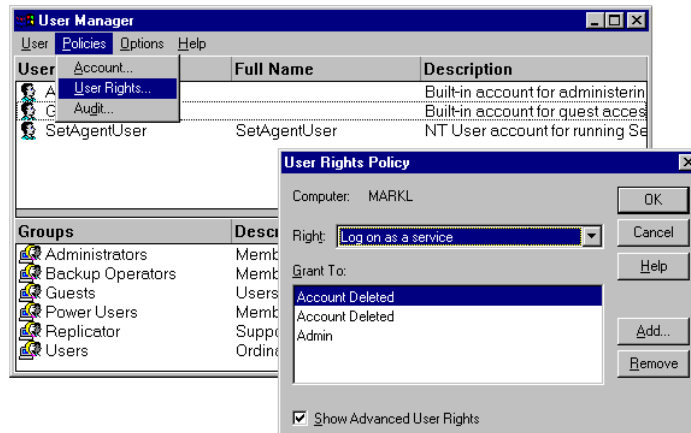 User Manager
User Policies Options Help
User Full Name Description
Account...
User Rights...
Audit...
A Built-in account for administerin
G Built-in account for guest acces
SetAgentUser SetAgentUser NT User account for running Se
User Rights Policy
Computer: MARKL
OK
Right: Log on as a service
Cancel
Grant To:
Help
Account Deleted
Account Deleted
Admin
Add...
Remove
Show Advanced User Rights
Groups Descr
Administrators Memb
Backup Operators Memb
Guests Users
Power Users Memb
Replicator Suppo
Users Ordina